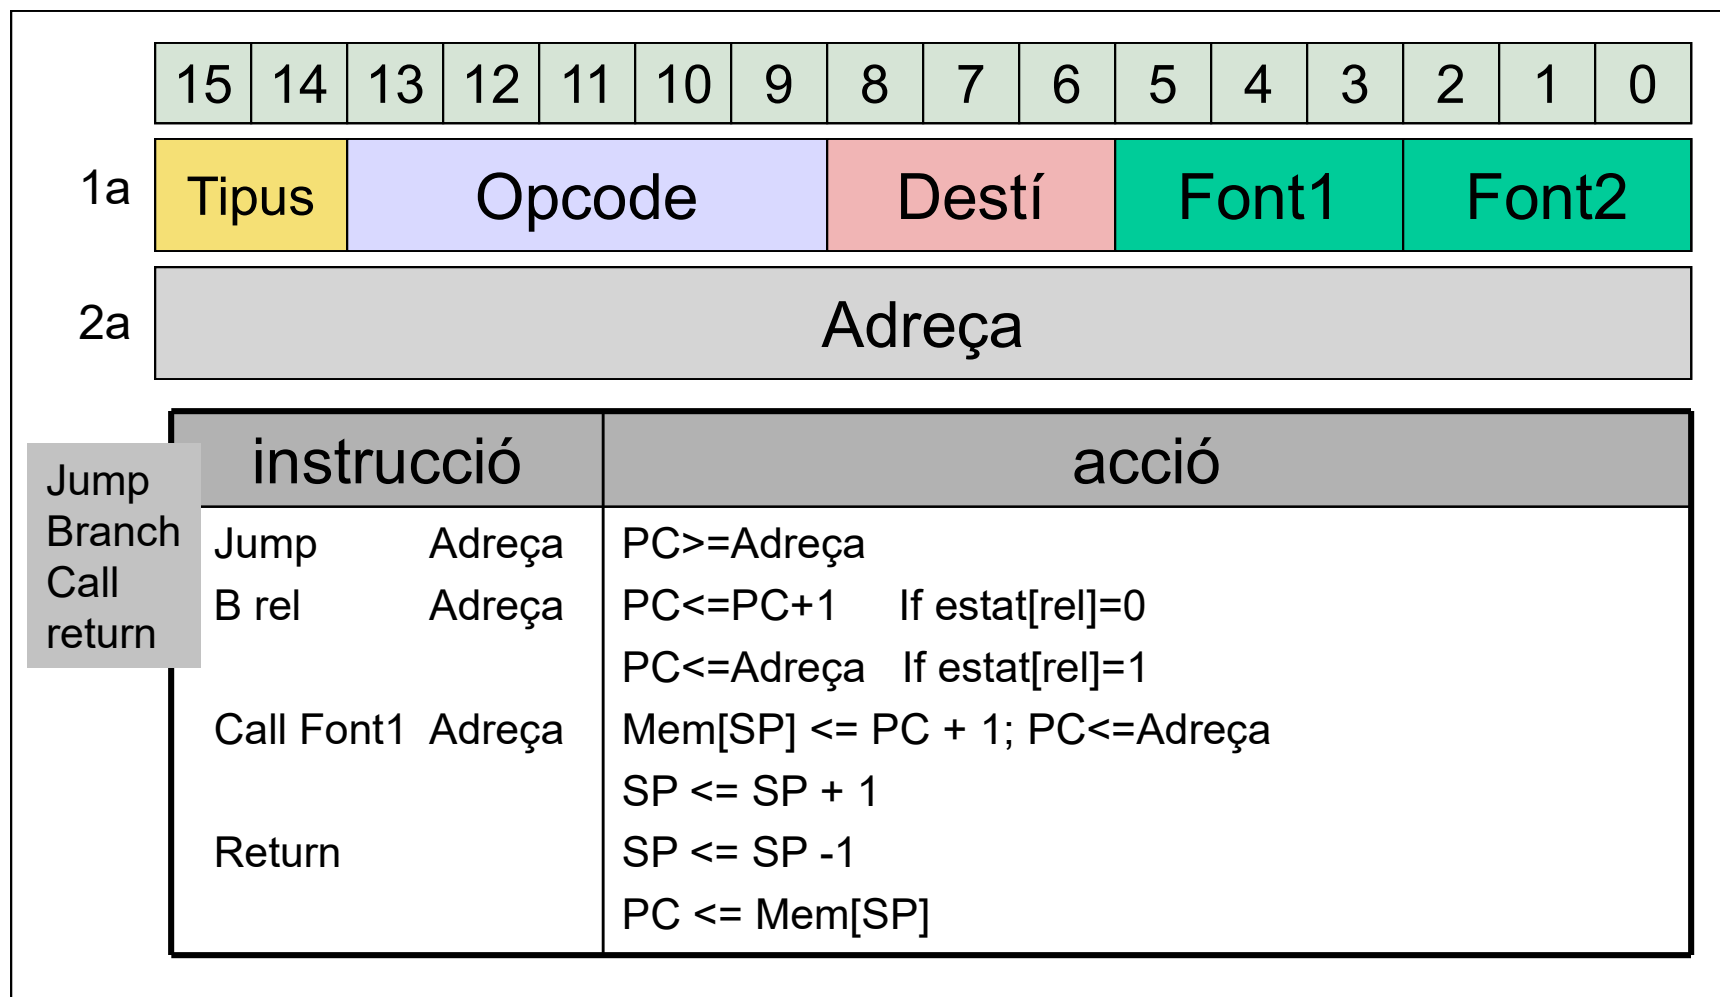 15 14 13 12 11 10 9 8 7 6 5 4 3 2 1 0
1a Tipus Opcode Destí Font1 Font2
2a Adreça
instrucció acció
Jump
Branch
Call
return
Jump Adreça PC>=Adreça
B rel Adreça PC<=PC+1 If estat[rel]=0
PC<=Adreça If estat[rel]=1
Call Font1 Adreça Mem[SP] <= PC + 1; PC<=Adreça
SP <= SP + 1
Return SP <= SP -1
PC <= Mem[SP]